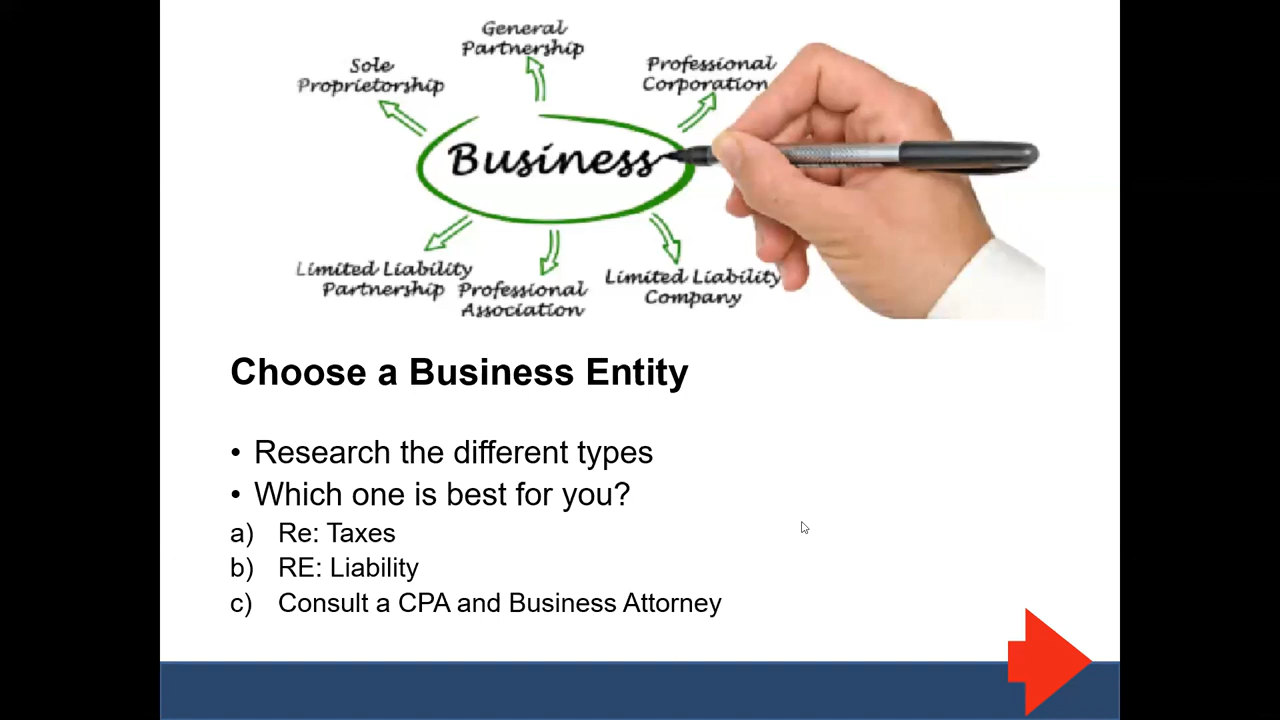 General
Partnership
Sole
Proprietorship
Professional
Corporation
Business
Limited Liability
Partnership
Professional
Association
Limited Liability
Company
Choose a Business Entity
• Research the different types
• Which one is best for you?
a) Re: Taxes
b) RE: Liability
c) Consult a CPA and Business Attorney